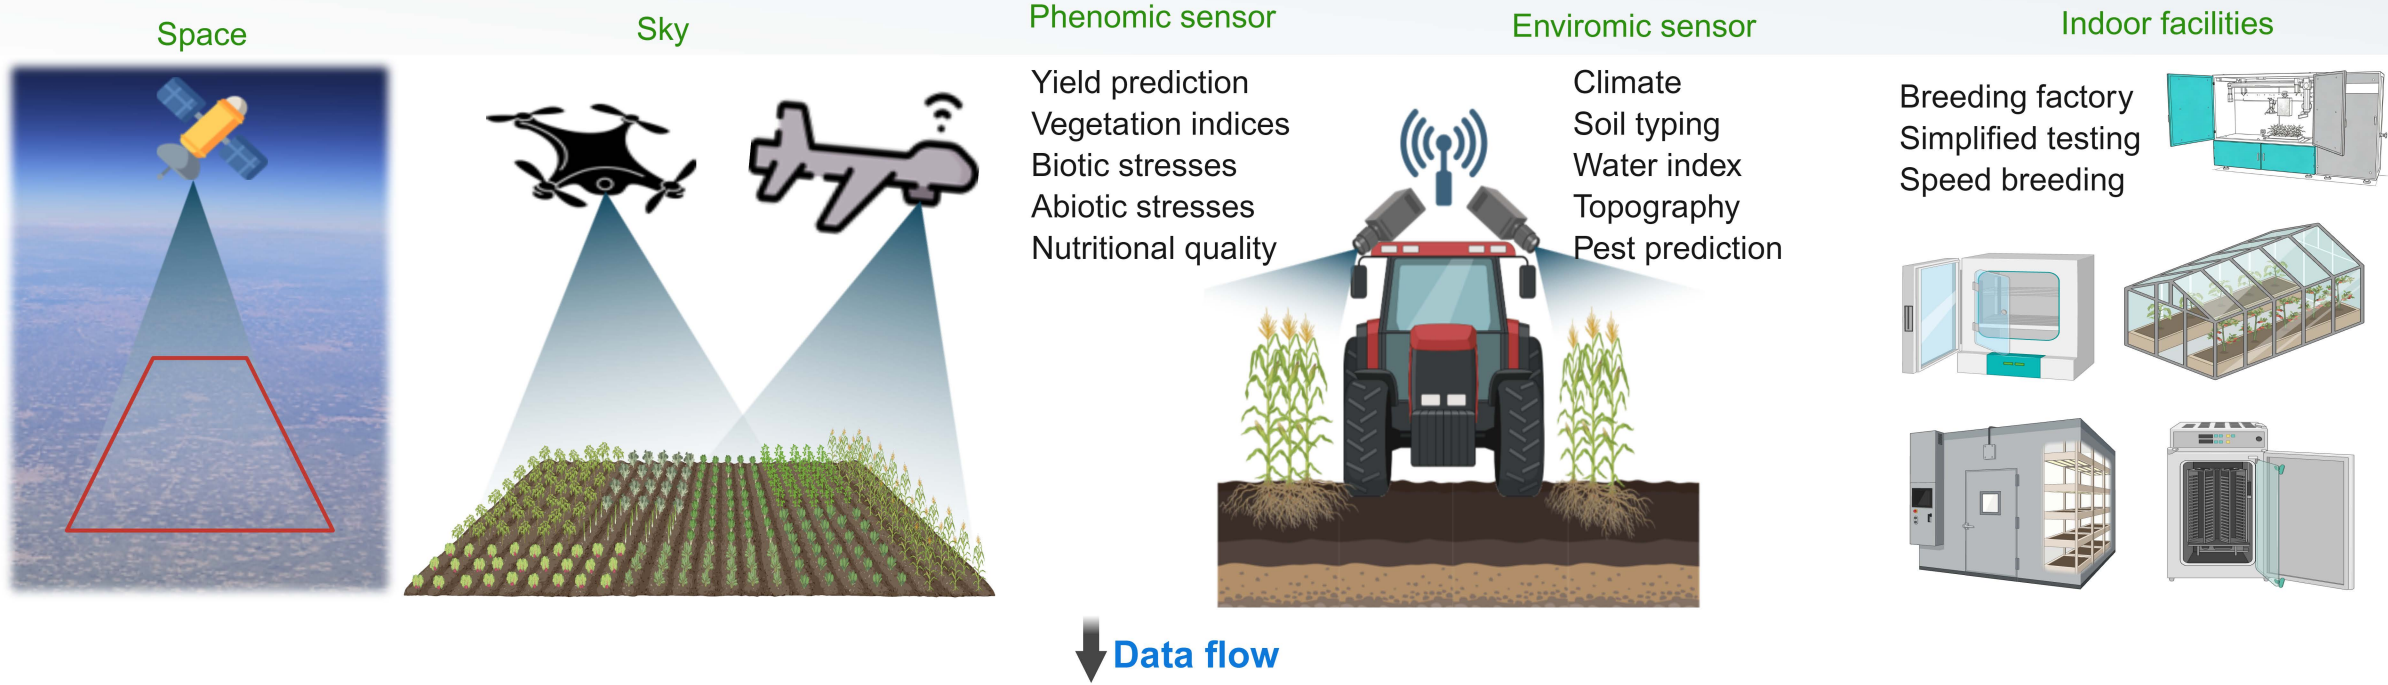 Space
Sky
Phenomic sensor
Yield prediction
Vegetation indices
Biotic stresses
Abiotic stresses
Nutritional quality
Enviromic sensor
Climate
Soil typing
Water index
Topography
Pest prediction
Indoor facilities
Breeding factory
Simplified testing
Speed breeding
Data flow